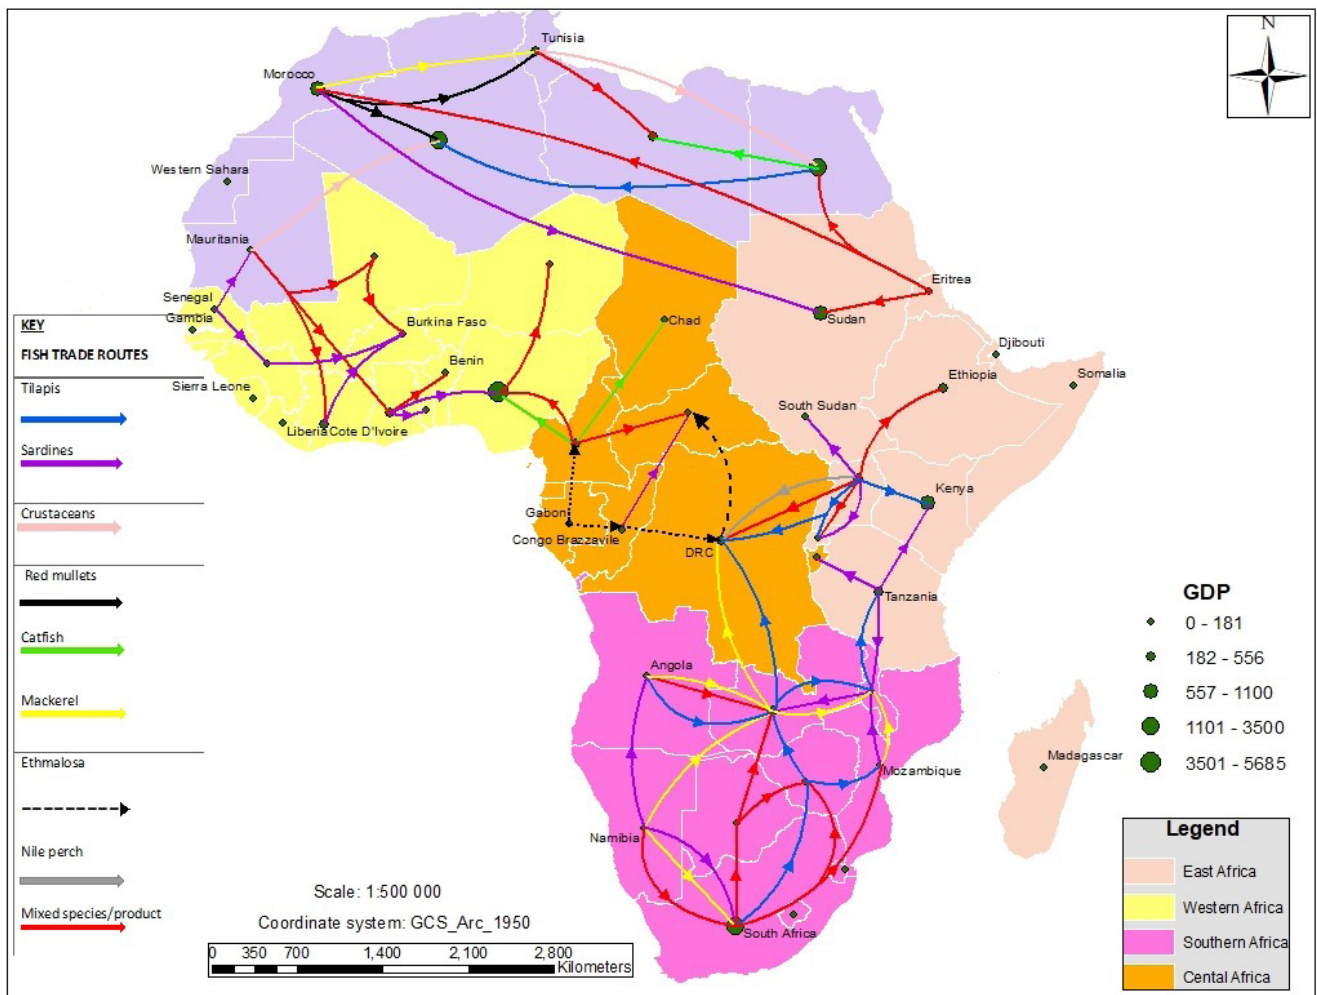 N
Tunisia
Morocco
Western Sahara
Mauritania
Eritrea
Senegal
Gambia
Sudan
Chad
Burkina Faso
Djibouti
Benin
Ethiopia
Somalia
Sierra Leone
South Sudan
Liberia
Cote D'Ivoire
Kenya
Gabon
Congo Brazzavile
DRC
Tanzania
Angola
Madagascar
Mozambique
Namibia
South Africa
KEY
FISH TRADE ROUTES
Tilapis
Sardines
Crustaceans
Red mullets
Catfish
Mackerel
Ethmalosa
Nile perch
Mixed species/product
Scale: 1:500 000
Coordinate system: GCS_Arc_1950
0 350 700 1,400 2,100 2,800
Kilometers
GDP
0 - 181
182 - 556
557 - 1100
1101 - 3500
3501 - 5685
Legend
East Africa
Western Africa
Southern Africa
Cental Africa